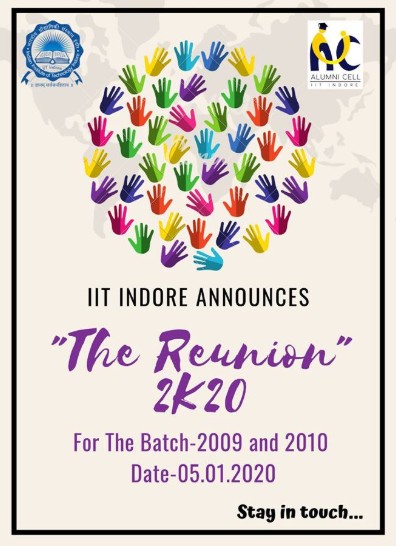 ALUMNI CELL
IIT INDORE
IIT INDORE ANNOUNCES
"The Reunion"
2K20
For The Batch-2009 and 2010
Date-05.01.2020
Stay in touch...